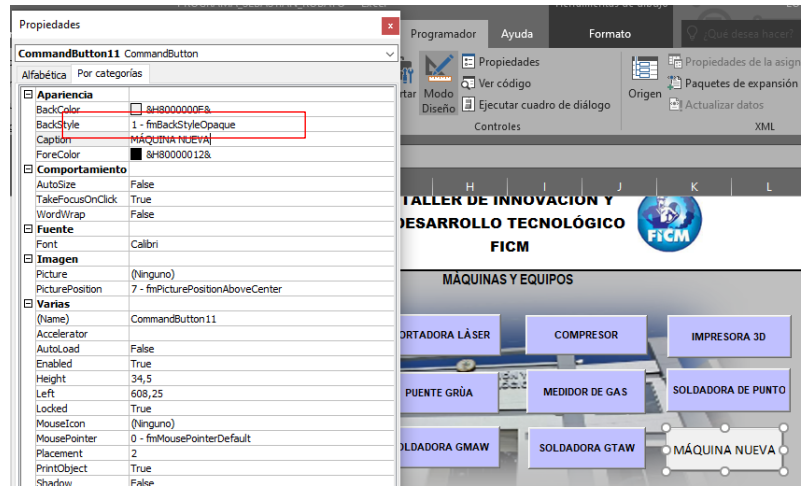 Propiedades
x
CommandButton11 CommandButton
Alfabética Por categorías
Apariencia
BackColor &H8000000F&
BackStyle 1 - fmBackStyleOpaque
Caption MÁQUINA NUEVA
ForeColor &H80000012&
Comportamiento
AutoSize False
TakeFocusOnClick True
WordWrap False
Fuente
Font Calibri
Imagen
Picture (Ninguno)
PicturePosition 7 - fmPicturePositionAboveCenter
Varias
(Name) CommandButton11
Accelerator
AutoLoad False
Enabled True
Height 34,5
Left 608,25
Locked True
MouseIcon (Ninguno)
MousePointer 0 - fmMousePointerDefault
Placement 2
PrintObject True
Shadow False
Programador Ayuda Formato ¿Qué desea hacer?
Modo Diseño
Propiedades
Ver código
Ejecutar cuadro de diálogo
Controles
Origen
Propiedades de la asign
Paquetes de expansión
Actualizar datos
XML
H I J K L
TALLER DE INNOVACIÓN Y
DESARROLLO TECNOLÓGICO
FICM
FICM
MÀQUINAS Y EQUIPOS
ORTADORA LÀSER
COMPRESOR
IMPRESORA 3D
PUENTE GRÙA
MEDIDOR DE GAS
SOLDADORA DE PUNTO
OLDADORA GMAW
SOLDADORA GTAW
MÁQUINA NUEVA